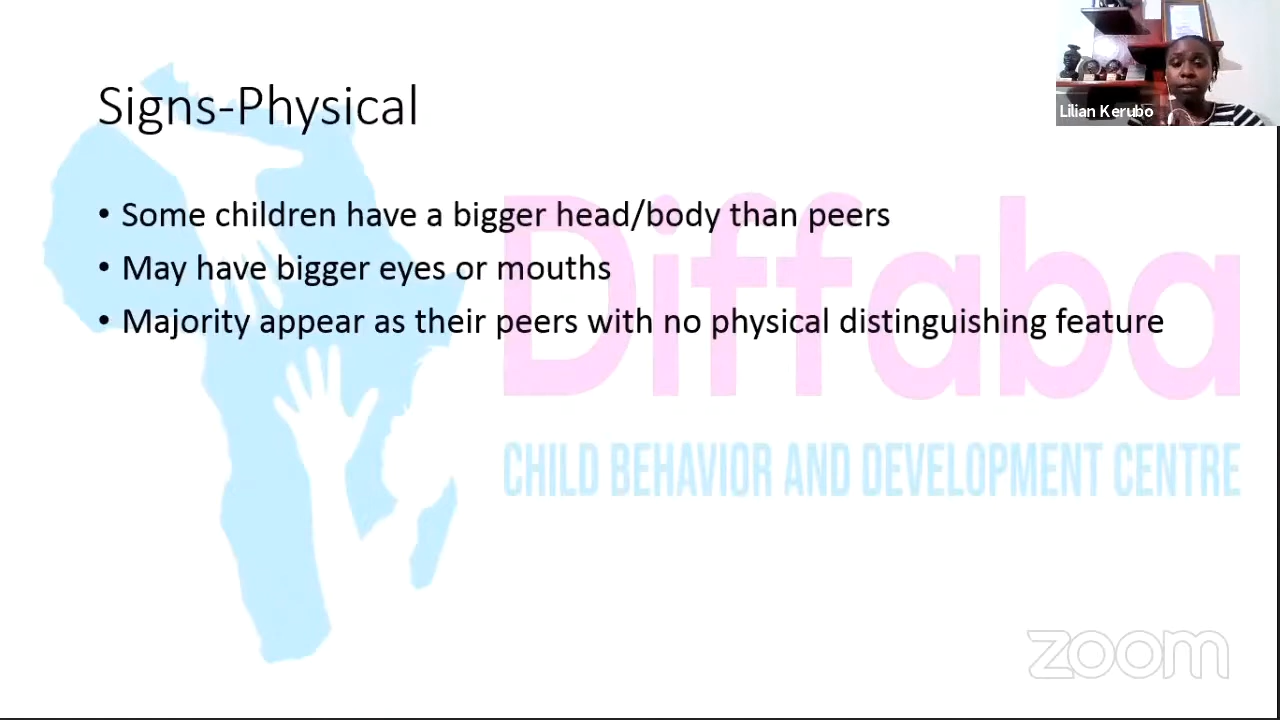 Signs-Physical
Lilian Kerubo
• Some children have a bigger head/body than peers
• May have bigger eyes or mouths
• Majority appear as their peers with no physical distinguishing feature
Diffaba
CHILD BEHAVIOR AND DEVELOPMENT CENTRE
zoom